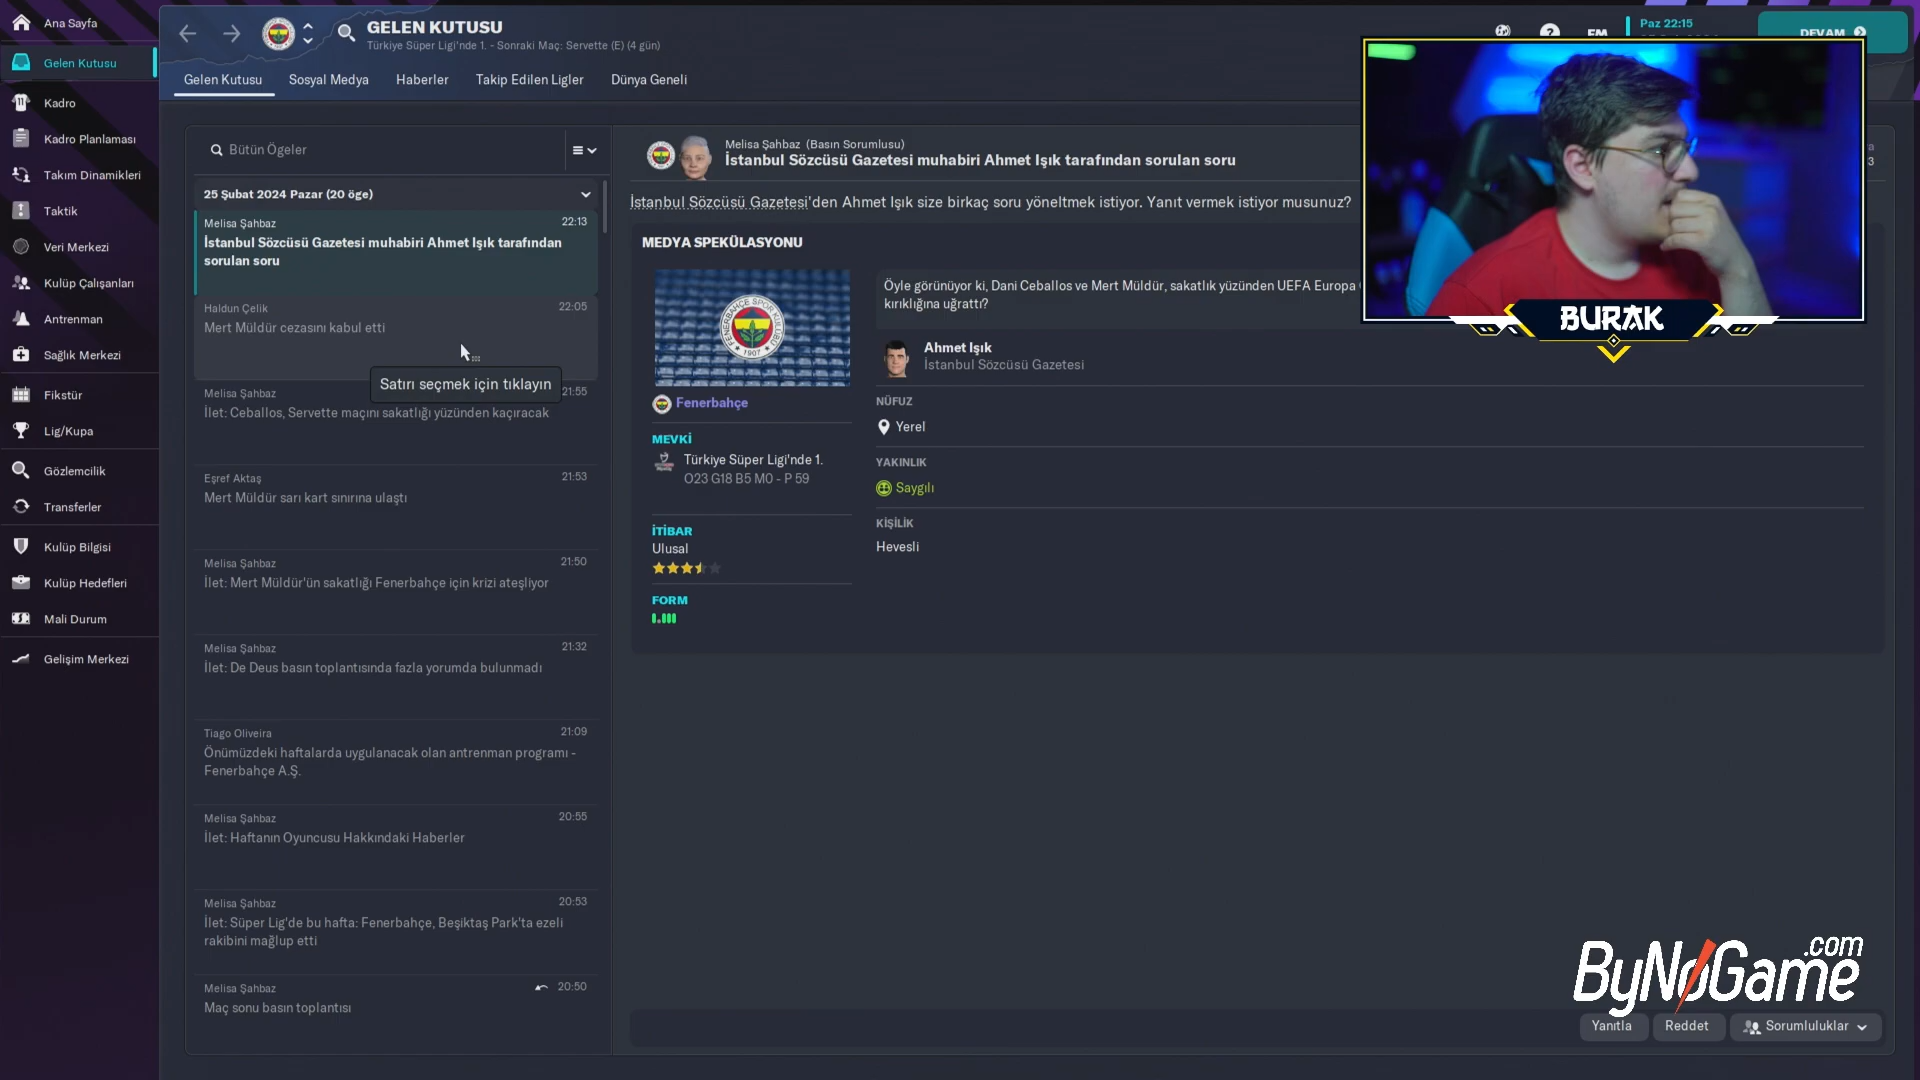 Ana Sayfa
Gelen Kutusu
Kadro
Kadro Planlaması
Takım Dinamikleri
Taktik
Veri Merkezi
Kulüp Çalışanları
Antrenman
Sağlık Merkezi
Fikstür
Lig/Kupa
Gözlemcilik
Transferler
Kulüp Bilgisi
Kulüp Hedefleri
Mali Durum
Gelişim Merkezi
GELEN KUTUSU
Türkiye Süper Ligi'nde 1. - Sonraki Maç: Servette (E) (4 gün)
FM
Paz 22:15
DEVAM
Gelen Kutusu
Sosyal Medya
Haberler
Takip Edilen Ligler
Dünya Geneli
Bütün Ögeler
25 Şubat 2024 Pazar (20 öge)
Melisa Şahbaz 22:13
İstanbul Sözcüsü Gazetesi muhabiri Ahmet Işık tarafından
sorulan soru
Haldun Çelik 22:05
Mert Müldür cezasını kabul etti
Satırı seçmek için tıklayın
Melisa Şahbaz 21:55
İlet: Ceballos, Servette maçını sakatlığı yüzünden kaçıracak
Eşref Aktaş 21:53
Mert Müldür sarı kart sınırına ulaştı
Melisa Şahbaz 21:50
İlet: Mert Müldür'ün sakatlığı Fenerbahçe için krizi ateşliyor
Melisa Şahbaz 21:32
İlet: De Deus basın toplantısında fazla yorumda bulunmadı
Tiago Oliveira 21:09
Önümüzdeki haftalarda uygulanacak olan antrenman programı -
Fenerbahçe A.Ş.
Melisa Şahbaz 20:55
İlet: Haftanın Oyuncusu Hakkındaki Haberler
Melisa Şahbaz 20:53
İlet: Süper Lig'de bu hafta: Fenerbahçe, Beşiktaş Park'ta ezeli
rakibini mağlup etti
Melisa Şahbaz 20:50
Maç sonu basın toplantısı
Melisa Şahbaz (Basın Sorumlusu)
İstanbul Sözcüsü Gazetesi muhabiri Ahmet Işık tarafından sorulan soru
İstanbul Sözcüsü Gazetesi'den Ahmet Işık size birkaç soru yöneltmek istiyor. Yanıt vermek istiyor musunuz?
MEDYA SPEKÜLASYONU
FENERBAHÇE SPOR KULÜBÜ
1907
Fenerbahçe
MEVKİ
Türkiye Süper Ligi'nde 1.
O23 G18 B5 M0 - P 59
İTİBAR
Ulusal
FORM
Öyle görünüyor ki, Dani Ceballos ve Mert Müldür, sakatlık yüzünden UEFA Europa
kırıklığına uğrattı?
Ahmet Işık
İstanbul Sözcüsü Gazetesi
NÜFUZ
Yerel
YAKINLIK
Saygılı
KİŞİLİK
Hevesli
BURAK
ByNoGame.com
Yanıtla
Reddet
Sorumluluklar